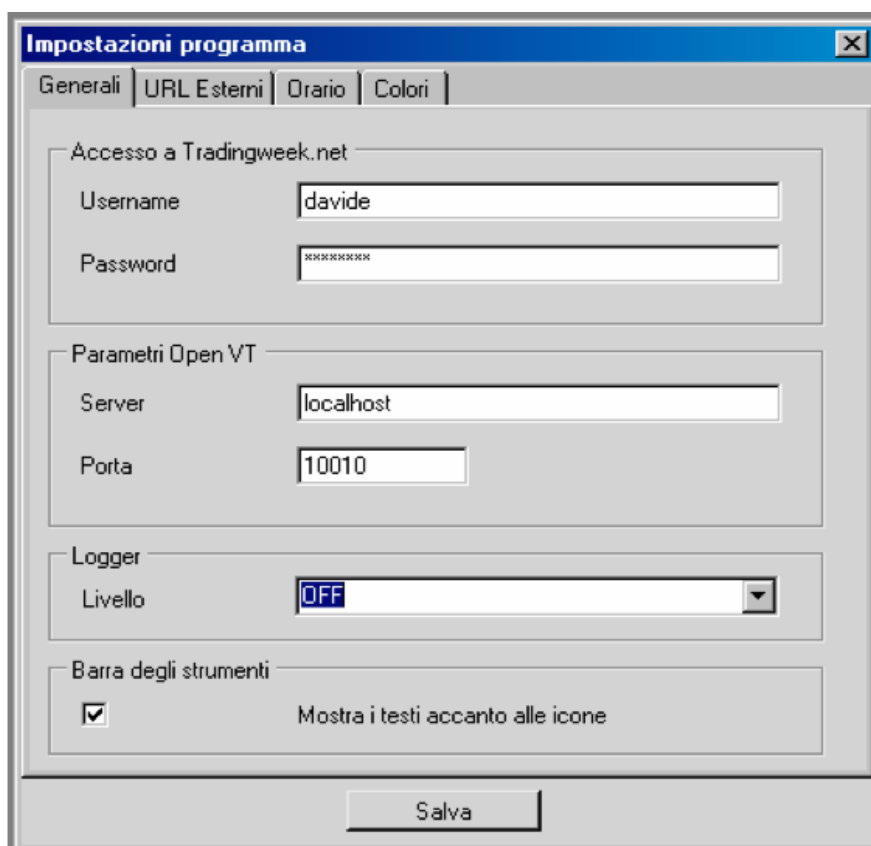 Impostazioni programma
Generali URL Esterni Orario Colori
Accesso a Tradingweek.net
Username davide
Password ********
Parametri Open VT
Server localhost
Porta 10010
Logger
Livello OFF
Barra degli strumenti
Mostra i testi accanto alle icone
Salva